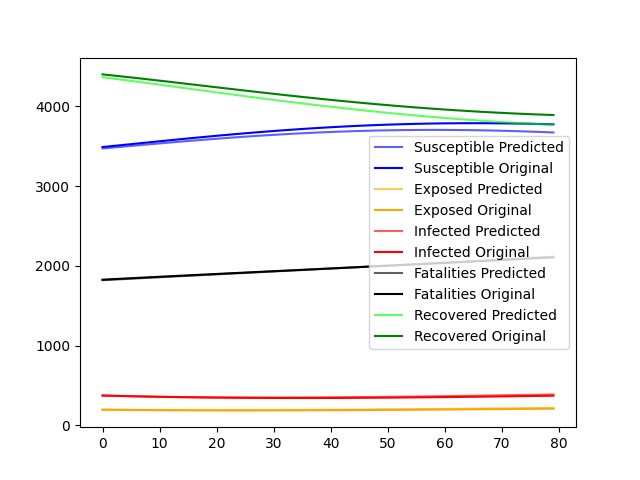 4000
3000
2000
1000
0
Susceptible Predicted
Susceptible Original
Exposed Predicted
Exposed Original
Infected Predicted
Infected Original
Fatalities Predicted
Fatalities Original
Recovered Predicted
Recovered Original
0 10 20 30 40 50 60 70 80